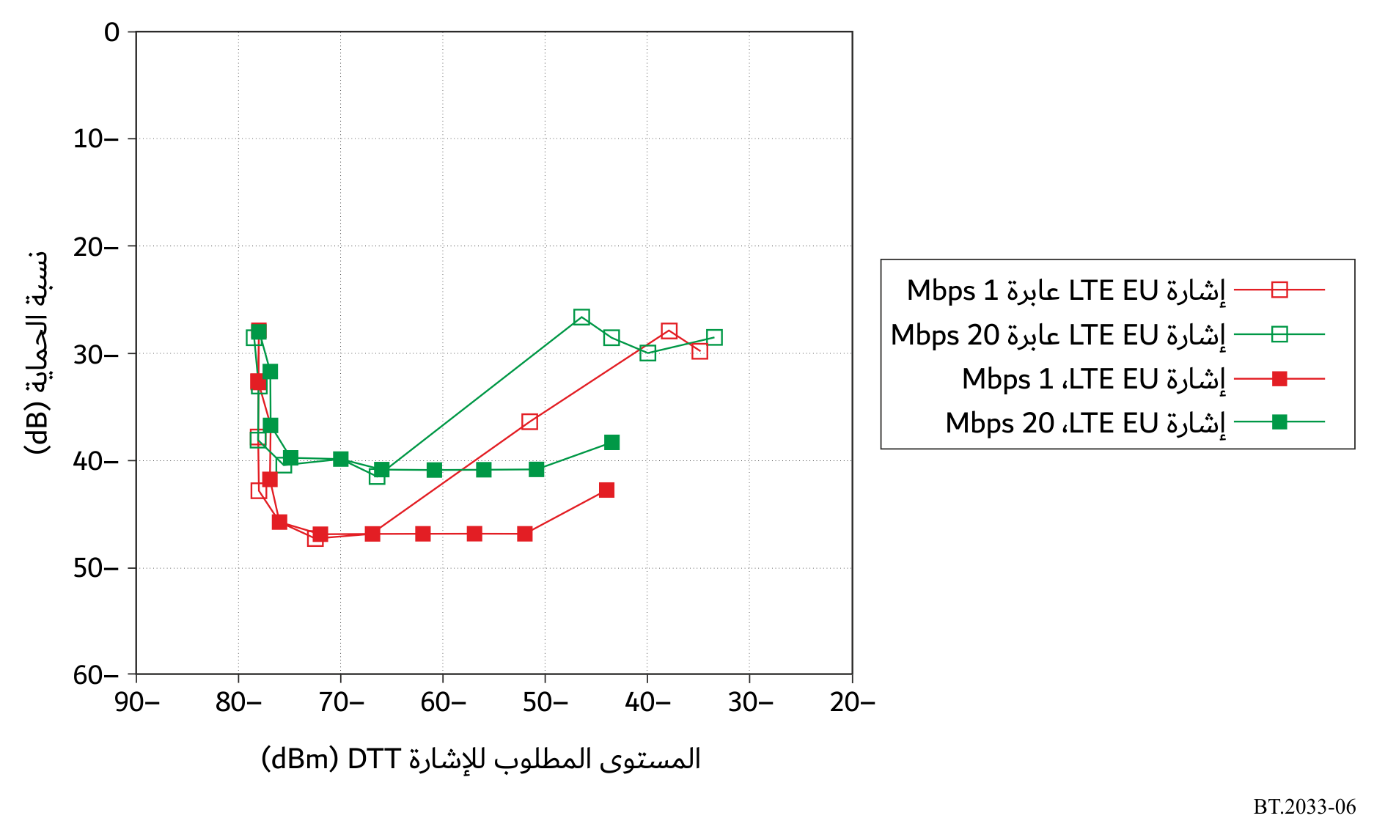 0
10–
20–
30–
40–
50–
60–
90–
80–
70–
60–
50–
40–
30–
20–
نسبة الحماية (dB)
المستوى المطلوب للإشارة DTT (dBm)
إشارة LTE EU عابرة 1 Mbps
إشارة LTE EU عابرة 20 Mbps
إشارة LTE EU، 1 Mbps
إشارة LTE EU، 20 Mbps
BT.2033-06